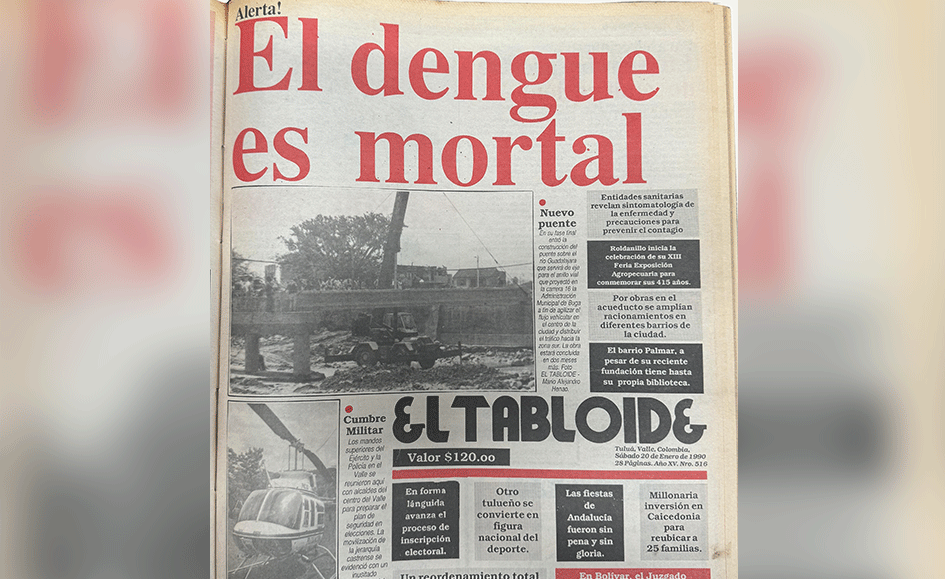 Alerta!
El dengue
es mortal
Nuevo
puente
En su fase final
entró la
construcción del
puente sobre el
río Guadalajara
que servirá de eje
para el anillo vial
que proyectó en
la carrera 16 la
Administración
Municipal de Buga
a fin de agilizar el
flujo vehicular en
el centro de la
ciudad y distribuir
el tráfico hacia la
zona sur. La obra
estará concluida
en dos meses
más. Foto
EL TABLOIDE -
Mario Alejandro
Henao.
Entidades sanitarias
revelan sintomatología de
la enfermedad y
precauciones para
prevenir el contagio
Roldanillo inicia la
celebración de su XIII
Feria Exposición
Agropecuaria para
conmemorar sus 415 años.
Por obras en el
acueducto se amplían
racionamientos en
diferentes barrios de
la ciudad.
El barrio Palmar, a
pesar de su reciente
fundación tiene hasta
su propia biblioteca.
Cumbre
Militar
Los mandos
superiores del
Ejército y la
Policía en el
Valle se
reunieron aquí
con alcaldes del
centro del Valle
para preparar el
plan de
seguridad en
elecciones. La
movilización de
la jerarquía
castrense se
evidenció con un
inusitado
EL TABLOIDE
Valor $120.oo
Tuluá, Valle, Colombia,
Sábado 20 de Enero de 1990
28 Páginas. Año XV. Nro. 516
En forma
lánguida
avanza el
proceso de
inscripción
electoral.
Otro
tulueño se
convierte en
figura
nacional del
deporte.
Las fiestas
de
Andalucía
fueron sin
pena y sin
gloria.
Millonaria
inversión en
Caicedonia
para
reubicar a
25 familias.
Un reordenamiento total
En Bolívar, el Juzgado